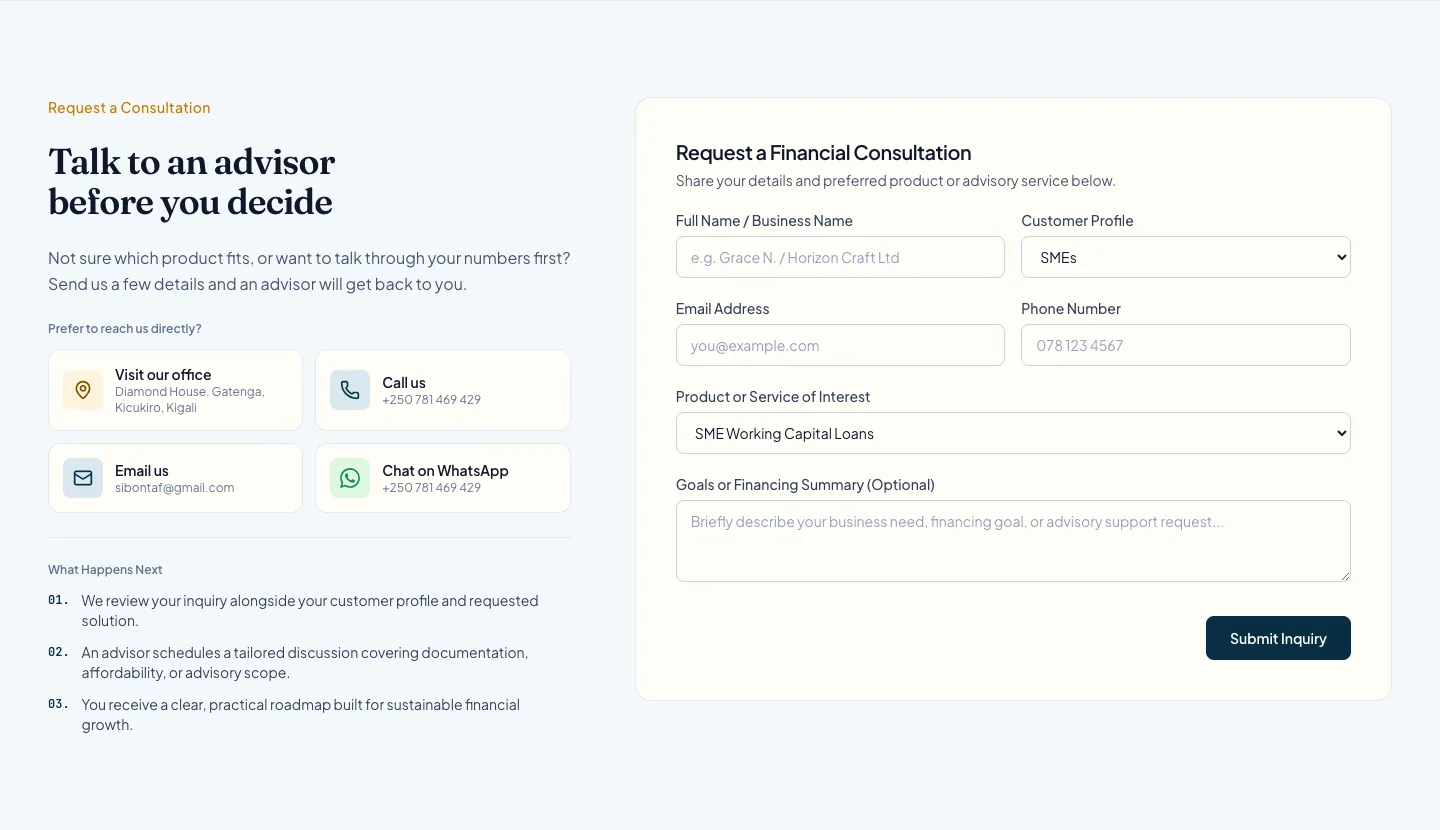 Request a Consultation
Talk to an advisor
before you decide
Not sure which product fits, or want to talk through your numbers first?
Send us a few details and an advisor will get back to you.
Prefer to reach us directly?
Visit our office
Diamond House, Gatenga,
Kicukiro, Kigali
Call us
+250 781 469 429
Email us
sibontaf@gmail.com
Chat on WhatsApp
+250 781 469 429
What Happens Next
01. We review your inquiry alongside your customer profile and requested
solution.
02. An advisor schedules a tailored discussion covering documentation,
affordability, or advisory scope.
03. You receive a clear, practical roadmap built for sustainable financial
growth.
Request a Financial Consultation
Share your details and preferred product or advisory service below.
Full Name / Business Name
e.g. Grace N. / Horizon Craft Ltd
Customer Profile
SMEs
Email Address
you@example.com
Phone Number
078 123 4567
Product or Service of Interest
SME Working Capital Loans
Goals or Financing Summary (Optional)
Briefly describe your business need, financing goal, or advisory support request...
Submit Inquiry